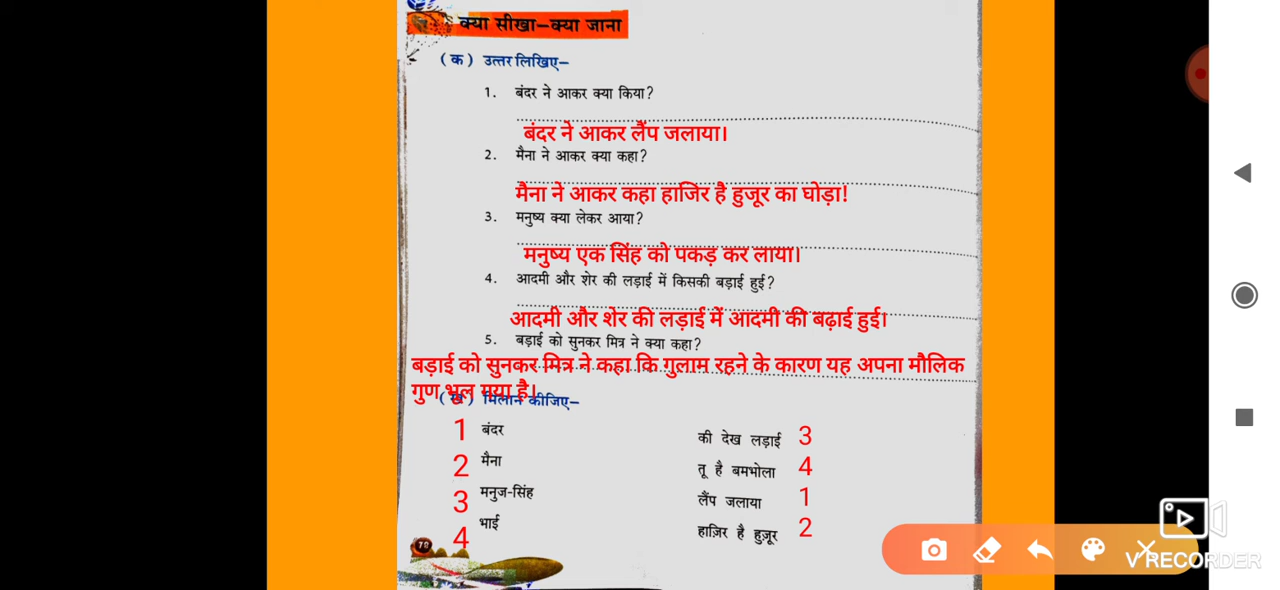 क्या सीखा–क्या जाना
(क) उत्तर लिखिए–
1. बंदर ने आकर क्या किया?
बंदर ने आकर लैंप जलाया।
2. मैना ने आकर क्या कहा?
मैना ने आकर कहा हाजिर है हुजूर का घोड़ा!
3. मनुष्य क्या लेकर आया?
मनुष्य एक सिंह को पकड़ कर लाया।
4. आदमी और शेर की लड़ाई में किसकी बड़ाई हुई?
आदमी और शेर की लड़ाई में आदमी की बढ़ाई हुई।
5. बड़ाई को सुनकर मित्र ने क्या कहा?
बड़ाई को सुनकर मित्र ने कहा कि गुलाम रहने के कारण यह अपना मौलिक
गुण भूल गया है।
(ख) मिलान कीजिए–
1 बंदर की देख लड़ाई 3
2 मैना तू है बमभोला 4
3 मनुज-सिंह लैंप जलाया 1
4 भाई हाज़िर है हुज़ूर 2
78
V RECORDER